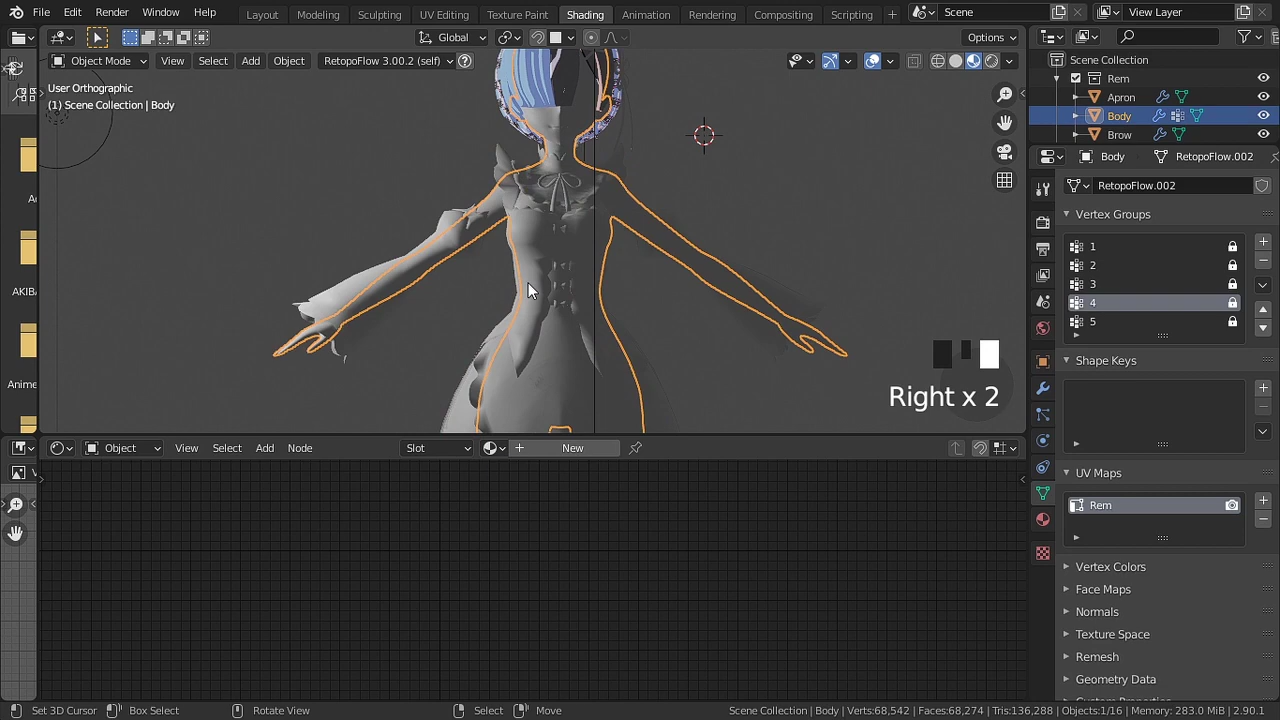 File Edit Render Window Help Layout Modeling Sculpting UV Editing Texture Paint Shading Animation Rendering Compositing Scripting Scene View Layer
Global Options
Object Mode View Select Add Object RetopoFlow 3.00.2 (self
User Orthographic
(1) Scene Collection | Body
Scene Collection
Rem
Apron
Body
Brow
Body RetopoFlow.002
RetopoFlow.002
Vertex Groups
1
2
3
4
5
Shape Keys
UV Maps
Rem
Vertex Colors
Face Maps
Normals
Texture Space
Remesh
Geometry Data
AKIBA
Anime
Right x 2
Object View Select Add Node Slot New
Set 3D Cursor Box Select Rotate View Select Move Scene Collection | Body | Verts:68,542 | Faces:68,274 | Tris:136,288 | Objects:1/16 | Memory: 283.0 MiB | 2.90.1